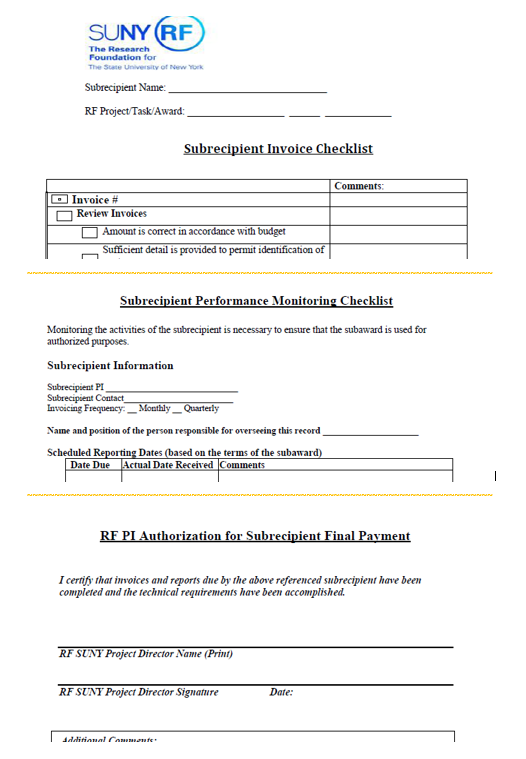 SUNY RF
The Research
Foundation for
The State University of New York
Subrecipient Name: ____________________
RF Project/Task/Award: ____________________ ______ ______________
Subrecipient Invoice Checklist
Comments:
Invoice #
Review Invoices
Amount is correct in accordance with budget
Sufficient detail is provided to permit identification of
Subrecipient Performance Monitoring Checklist
Monitoring the activities of the subrecipient is necessary to ensure that the subaward is used for
authorized purposes.
Subrecipient Information
Subrecipient PI ____________________
Subrecipient Contact____________________
Invoicing Frequency: __ Monthly __ Quarterly
Name and position of the person responsible for overseeing this record ____________________
Scheduled Reporting Dates (based on the terms of the subaward)
Date Due Actual Date Received Comments
RF PI Authorization for Subrecipient Final Payment
I certify that invoices and reports due by the above referenced subrecipient have been
completed and the technical requirements have been accomplished.
RF SUNY Project Director Name (Print)
RF SUNY Project Director Signature Date:
Additional Comments: